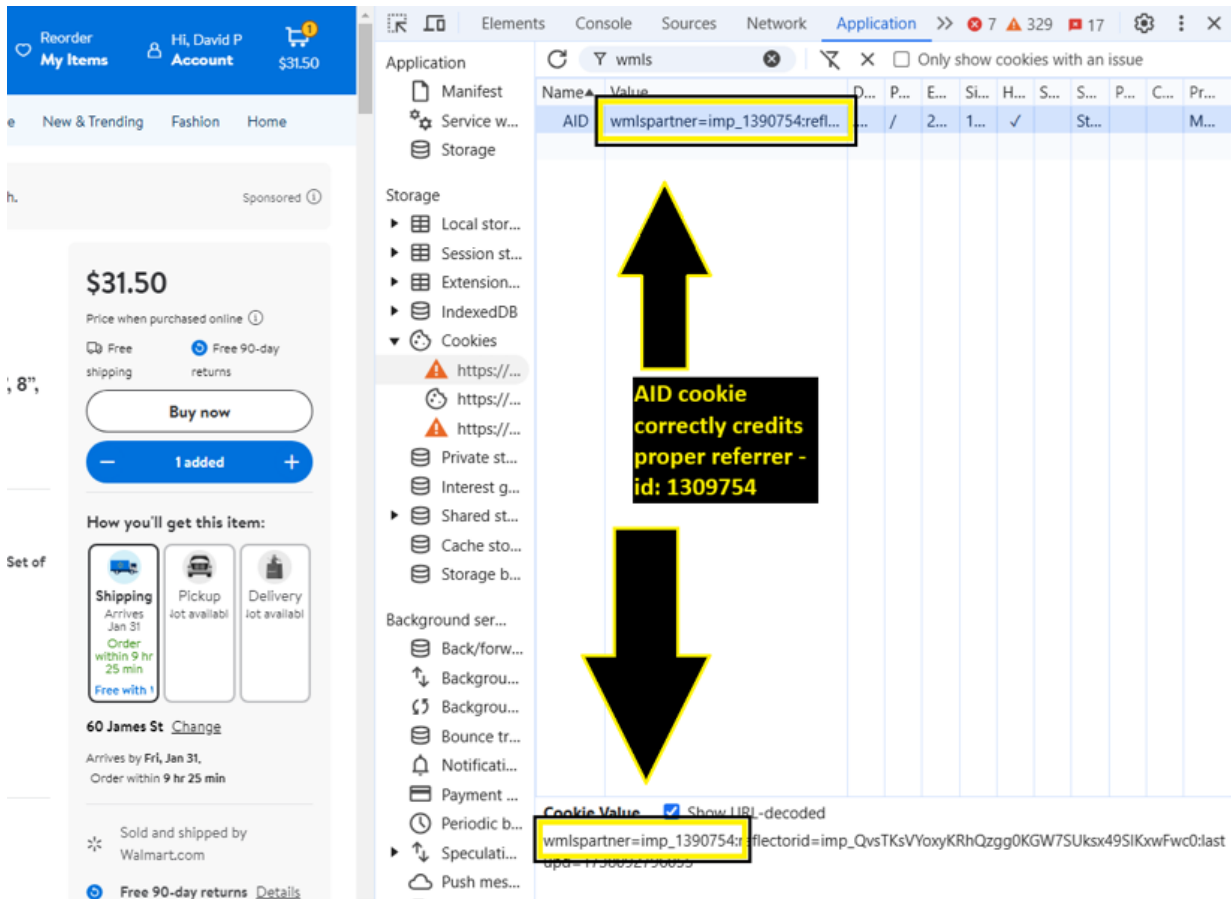 Reorder
My Items
Hi, David P
Account
1
$31.50
e New & Trending Fashion Home
h.
Sponsored
$31.50
Price when purchased online
Free shipping
Free 90-day returns
, 8”,
Buy now
− 1 added +
How you'll get this item:
Set of
Shipping
Arrives
Jan 31
Order
within 9 hr
25 min
Free with
Pickup
Not availabl
Delivery
Not availabl
60 James St Change
Arrives by Fri, Jan 31,
Order within 9 hr 25 min
Sold and shipped by
Walmart.com
Free 90-day returns Details
Elements Console Sources Network Application >> 7 329 17
Application
Manifest
Service w...
Storage
Storage
Local stor...
Session st...
Extension...
IndexedDB
Cookies
https://...
https://...
https://...
Private st...
Interest g...
Shared st...
Cache sto...
Storage b...
Background ser...
Back/forw...
Backgrou...
Backgrou...
Bounce tr...
Notificati...
Payment ...
Periodic b...
Speculati...
Push mes...
wmls
Only show cookies with an issue
Name Value D... P... E... Si... H... S... S... P... C... Pr...
AID wmlspartner=imp_1390754:refl... ... / 2... 1... ✓ St... M...
AID cookie
correctly credits
proper referrer -
id: 1309754
Cookie Value Show URL-decoded
wmlspartner=imp_1390754:reflectorid=imp_QvsTKsVYoxyKRhQzgg0KGW7SUksx49SIKxwFwc0:last